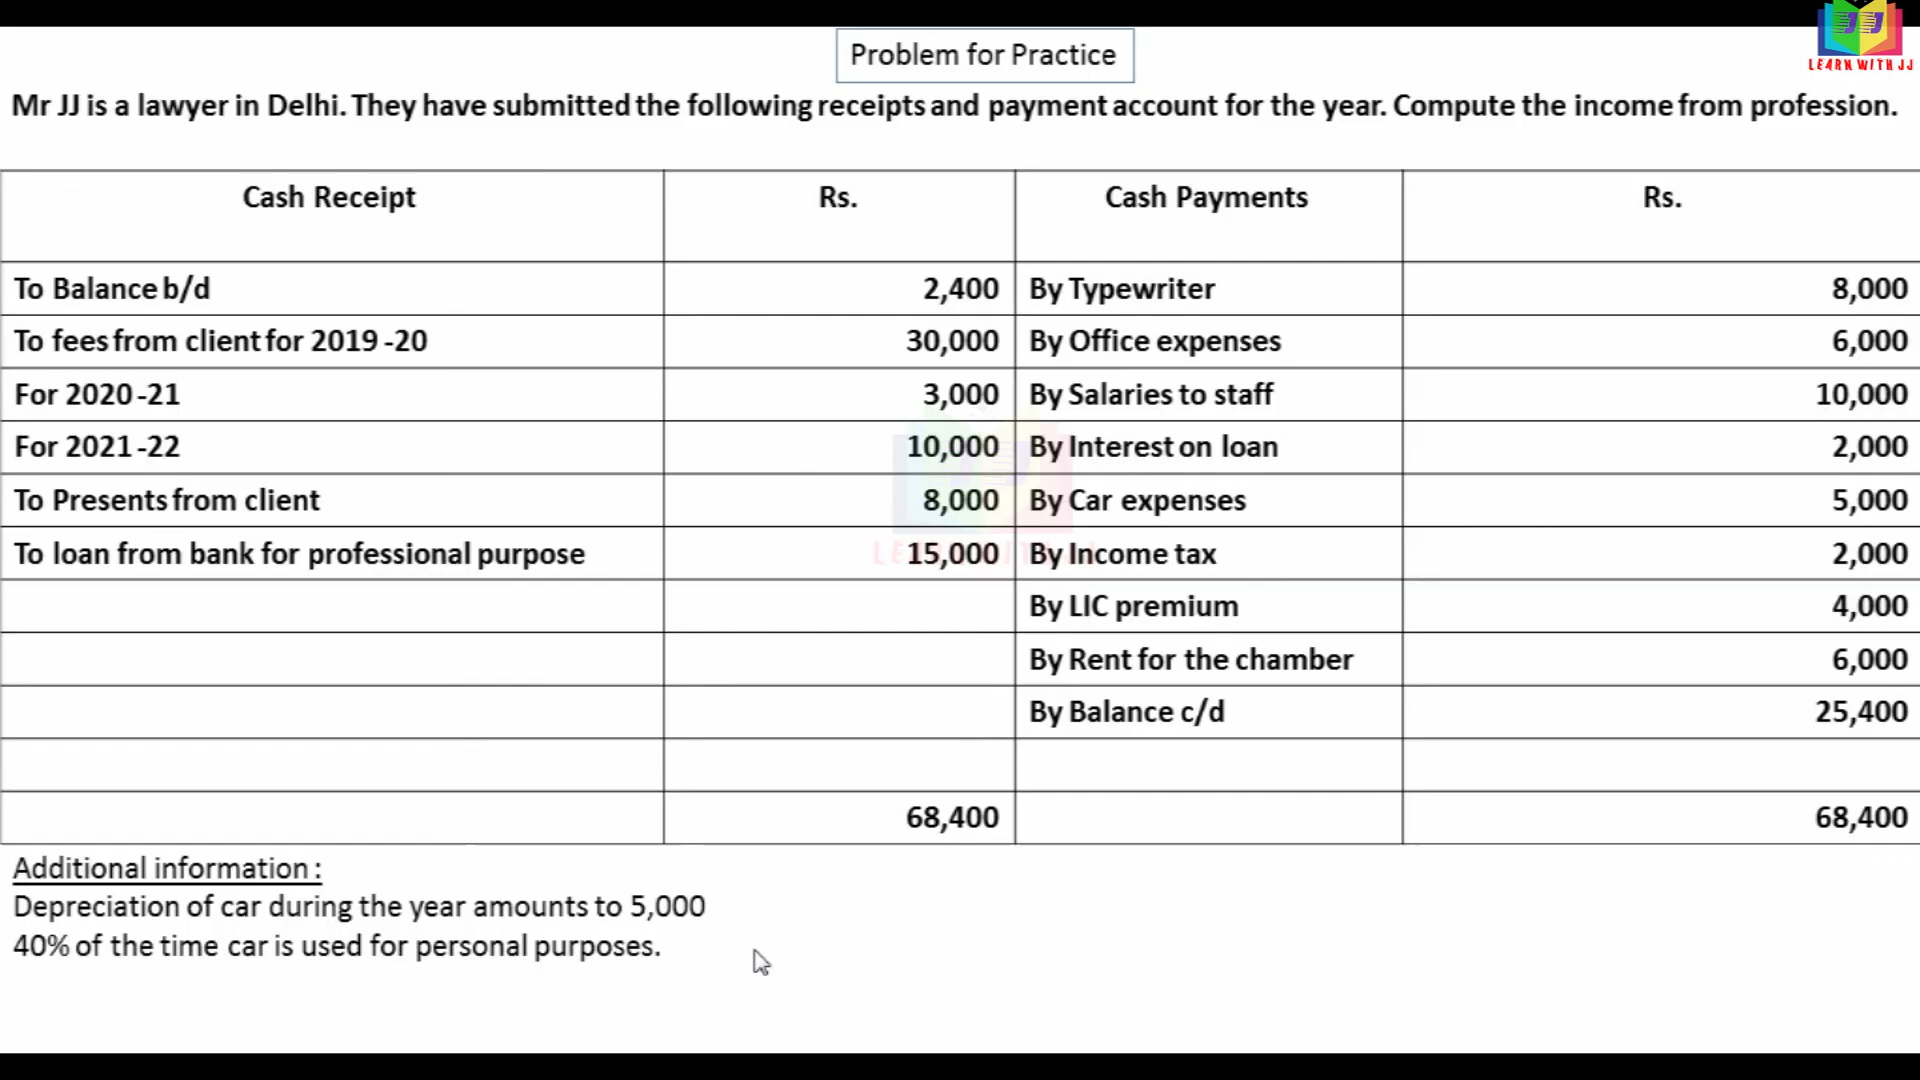 LEARN WITH JJ
Problem for Practice
Mr JJ is a lawyer in Delhi. They have submitted the following receipts and payment account for the year. Compute the income from profession.
Cash Receipt Rs. Cash Payments Rs.
To Balance b/d 2,400 By Typewriter 8,000
To fees from client for 2019 -20 30,000 By Office expenses 6,000
For 2020 -21 3,000 By Salaries to staff 10,000
For 2021 -22 10,000 By Interest on loan 2,000
To Presents from client 8,000 By Car expenses 5,000
To loan from bank for professional purpose 15,000 By Income tax 2,000
By LIC premium 4,000
By Rent for the chamber 6,000
By Balance c/d 25,400
68,400 68,400
Additional information :
Depreciation of car during the year amounts to 5,000
40% of the time car is used for personal purposes.